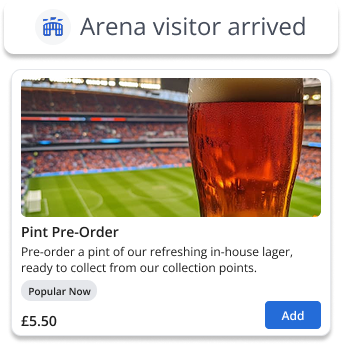 Arena visitor arrived
Pint Pre-Order
Pre-order a pint of our refreshing in-house lager,
ready to collect from our collection points.
Popular Now
£5.50
Add